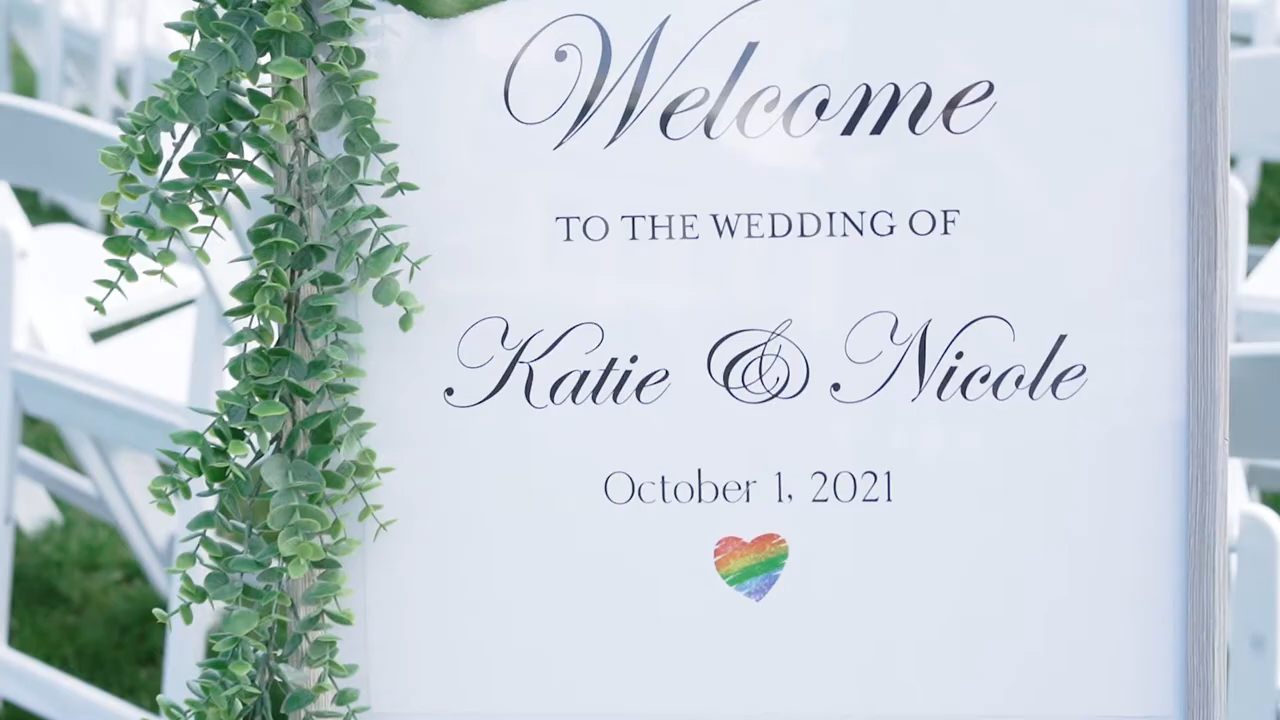 Welcome
TO THE WEDDING OF
Katie & Nicole
October 1, 2021